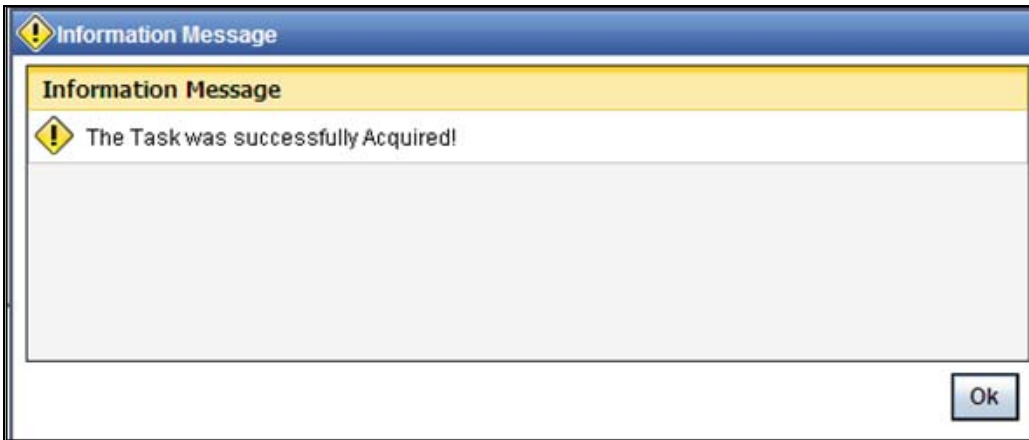 Information Message
Information Message
The Task was successfully Acquired!
Ok